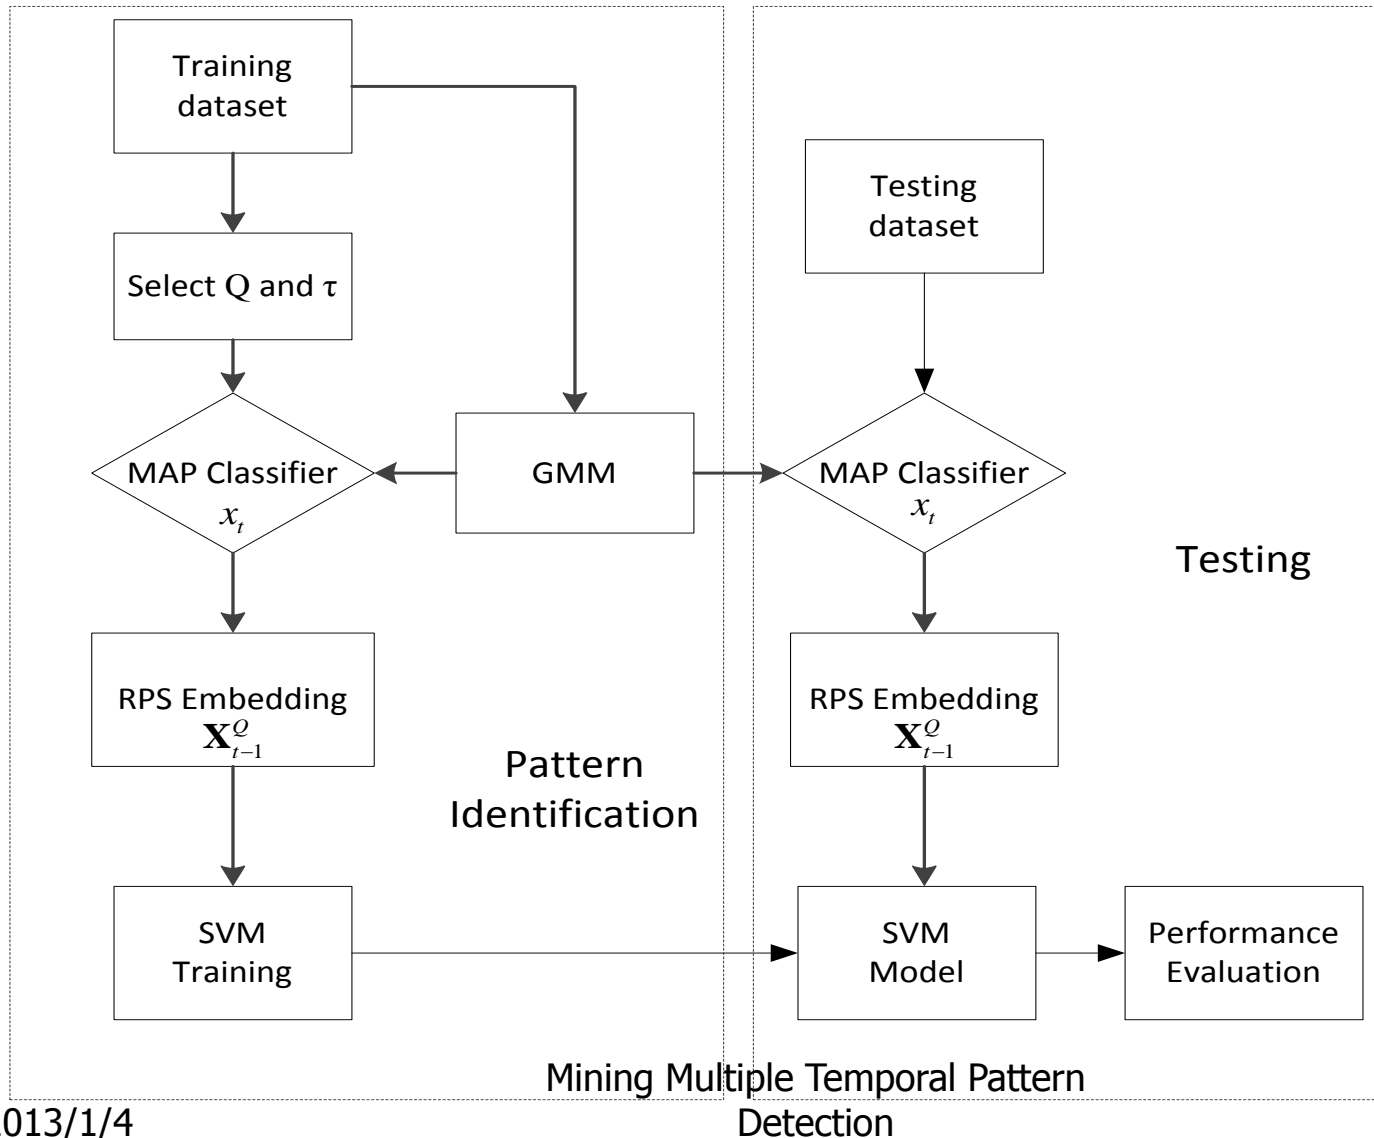 Training
dataset
Select Q and τ
MAP Classifier
x_t
GMM
RPS Embedding
X^Q_{t-1}
Pattern
Identification
SVM
Training
Testing
dataset
MAP Classifier
x_t
Testing
RPS Embedding
X^Q_{t-1}
SVM
Model
Performance
Evaluation
Mining Multiple Temporal Pattern
Detection
013/1/4